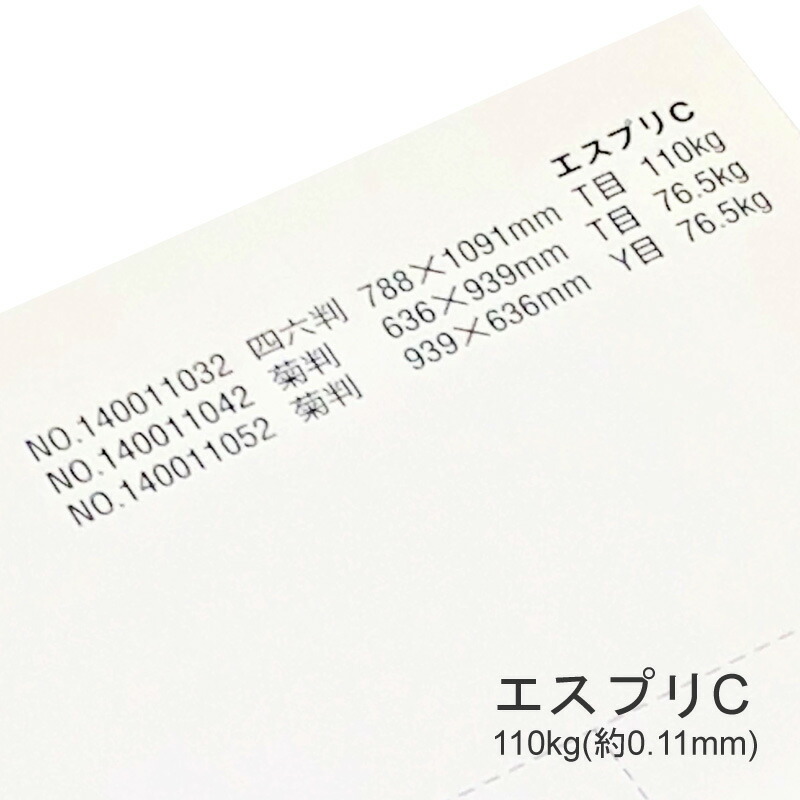 エスプリC
NO.140011032 四六判 788×1091mm T目 110kg
NO.140011042 菊判 636×939mm T目 76.5kg
NO.140011052 菊判 939×636mm Y目 76.5kg
エスプリC
110kg(約0.11mm)